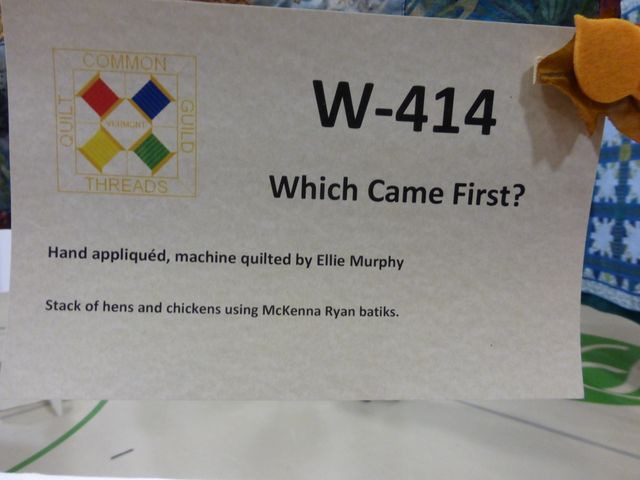 COMMON
QUILT
GUILD
VERMONT
THREADS
W-414
Which Came First?
Hand appliquéd, machine quilted by Ellie Murphy
Stack of hens and chickens using McKenna Ryan batiks.